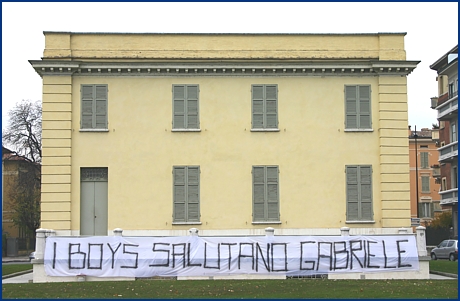 I BOYS SALUTANO GABRIELE